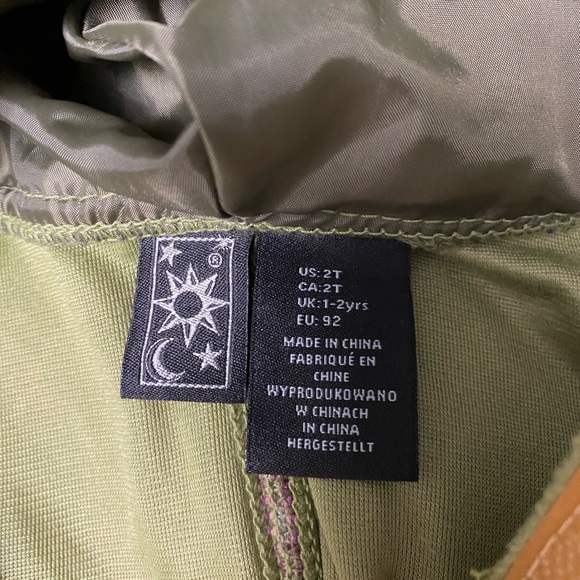 ®
US: 2T
CA: 2T
UK: 1-2yrs
EU: 92
MADE IN CHINA
FABRIQUÉ EN
CHINE
WYPRODUKOWANO
W CHINACH
IN CHINA
HERGESTELLT